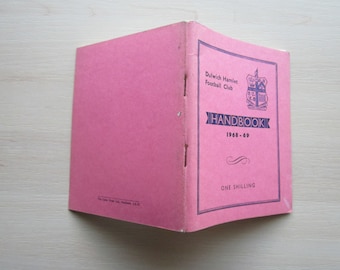 Dulwich Hamlet
Football Club
HANDBOOK
1968-69
ONE SHILLING